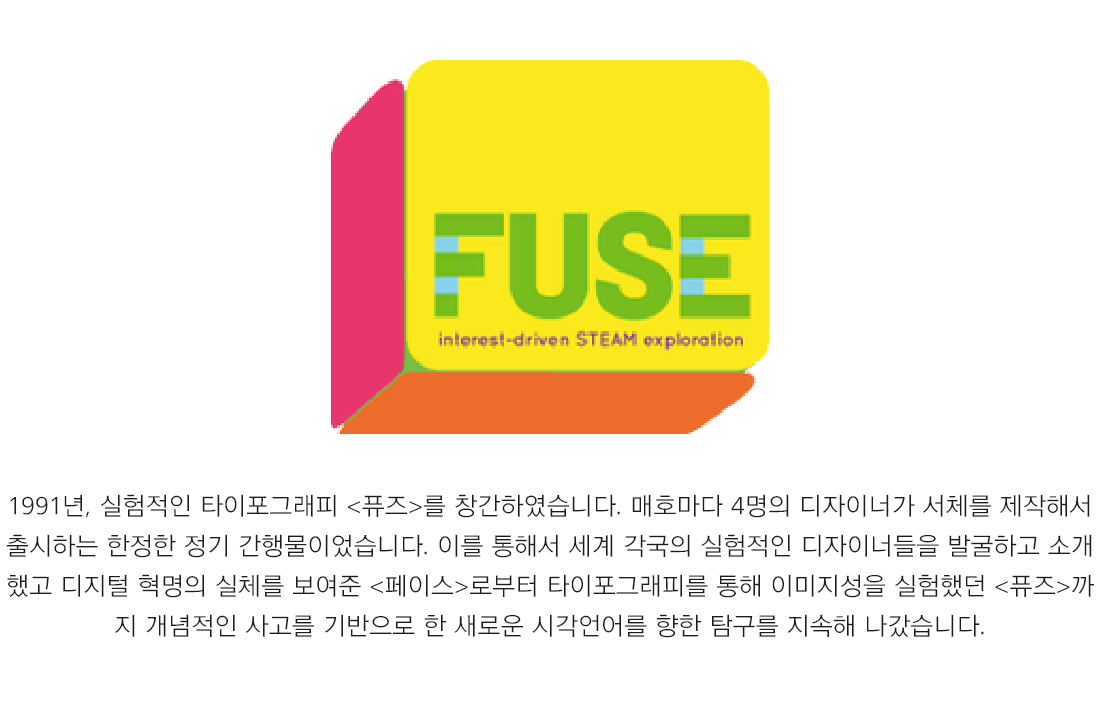 FUSE
interest-driven STEAM exploration
1991년, 실험적인 타이포그래피 <퓨즈>를 창간하였습니다. 매호마다 4명의 디자이너가 서체를 제작해서
출시하는 한정한 정기 간행물이었습니다. 이를 통해서 세계 각국의 실험적인 디자이너들을 발굴하고 소개
했고 디지털 혁명의 실체를 보여준 <페이스>로부터 타이포그래피를 통해 이미지성을 실험했던 <퓨즈>까
지 개념적인 사고를 기반으로 한 새로운 시각언어를 향한 탐구를 지속해 나갔습니다.